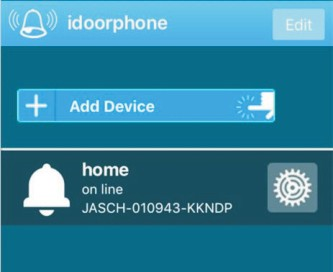 idoorphone
Edit
Add Device
home
on line
JASCH-010943-KKNDP